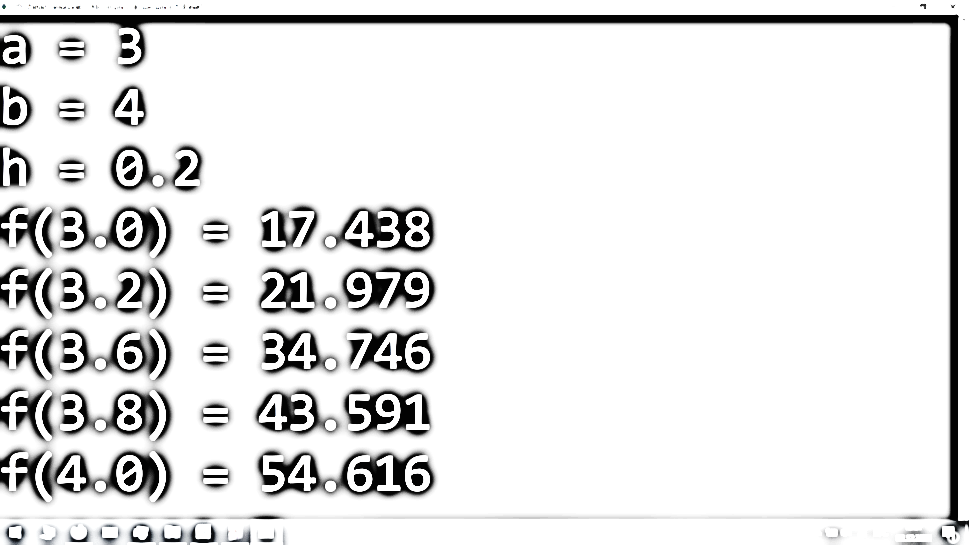 a = 3
b = 4
h = 0.2
f(3.0) = 17.438
f(3.2) = 21.979
f(3.6) = 34.746
f(3.8) = 43.591
f(4.0) = 54.616